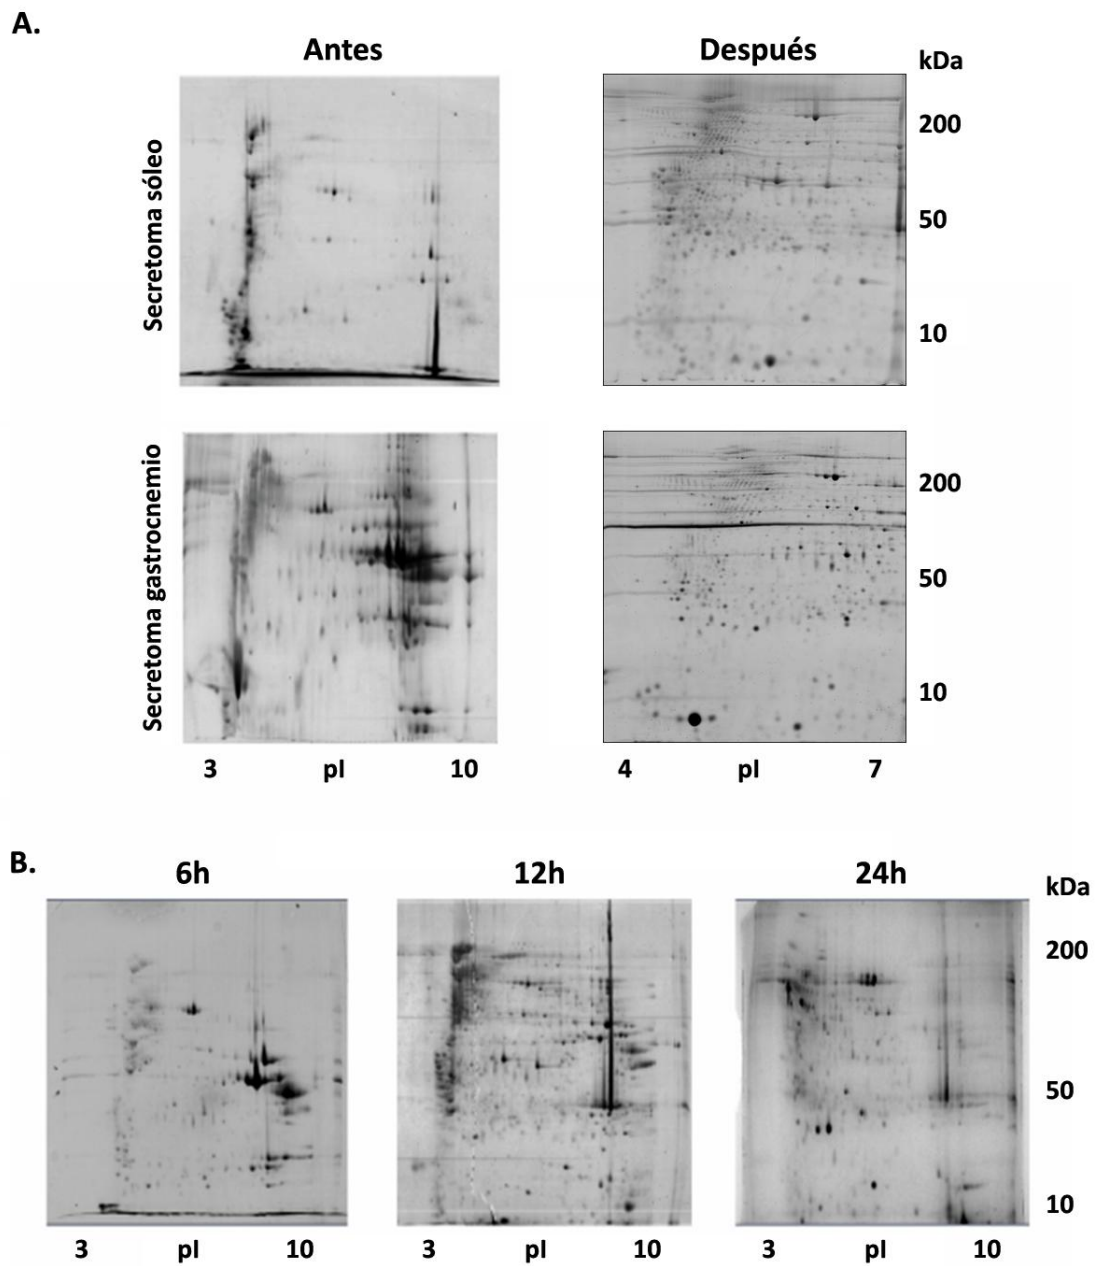 A.
Antes Después kDa
Secretoma sóleo
200
50
10
Secretoma gastrocnemio
200
50
10
3 pI 10 4 pI 7
B.
6h 12h 24h kDa
200
50
10
3 pI 10 3 pI 10 3 pI 10